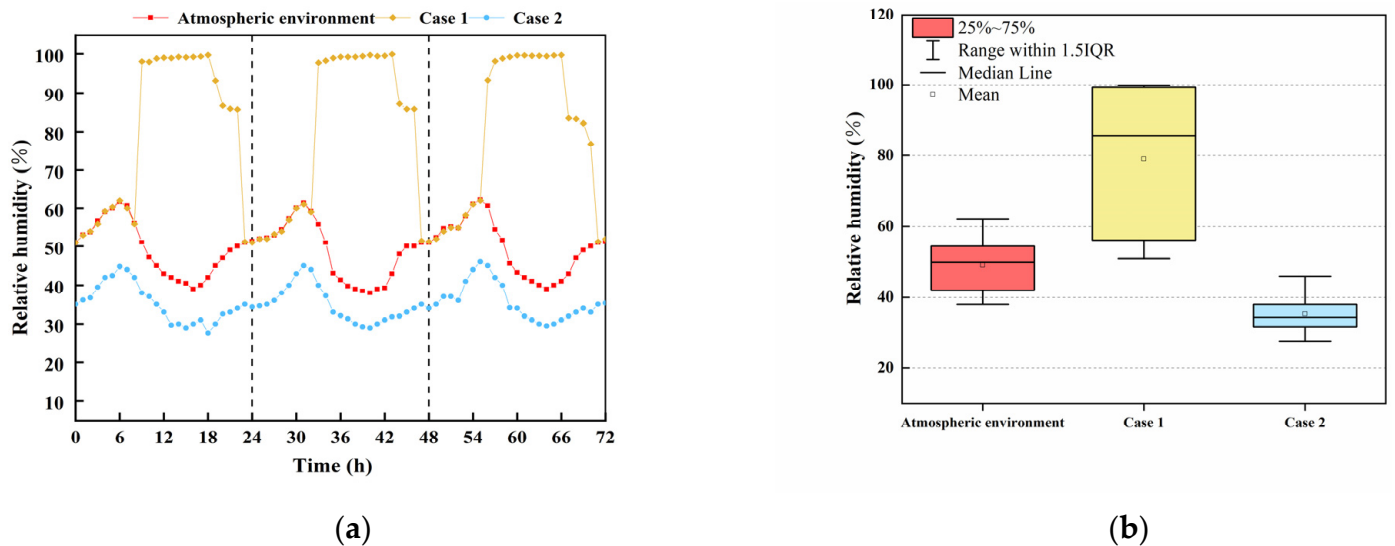 Atmospheric environment Case 1 Case 2
100
90
80
70
60
50
40
30
20
10
Relative humidity (%)
0 6 12 18 24 30 36 42 48 54 60 66 72
Time (h)
(a)
120
100
80
60
40
20
Relative humidity (%)
25%~75%
Range within 1.5IQR
Median Line
Mean
Atmospheric environment Case 1 Case 2
(b)